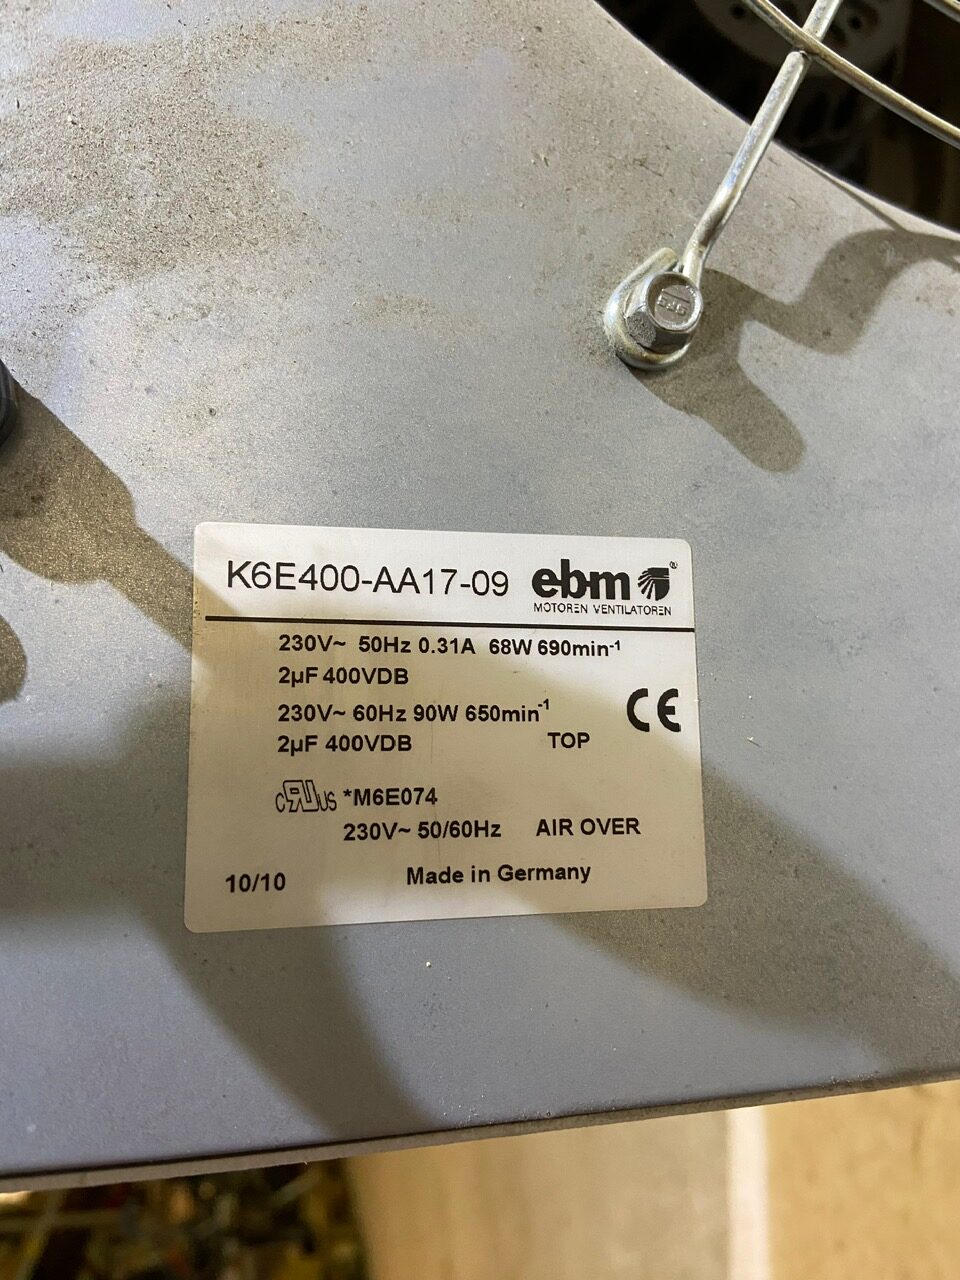 K6E400-AA17-09 ebm ®
MOTOREN VENTILATOREN
230V~ 50Hz 0.31A 68W 690min⁻¹
2µF 400VDB
230V~ 60Hz 90W 650min⁻¹
2µF 400VDB TOP CE
cRUus *M6E074
230V~ 50/60Hz AIR OVER
10/10 Made in Germany